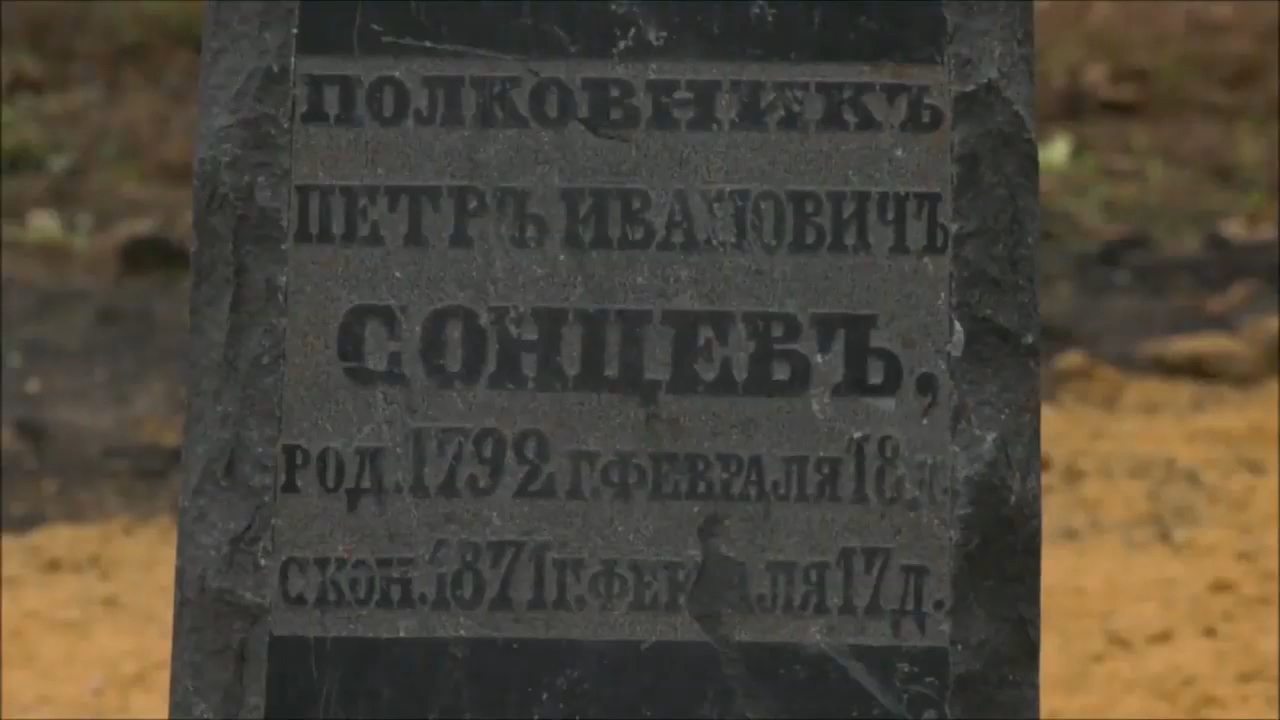 ПОЛКОВНИКЪ
ПЕТРЪ ИВАНОВИЧЪ
СОНЦЕВЪ,
РОД. 1792 Г. ФЕВРАЛЯ 18 Д.
СКОН. 1871 Г. ФЕВРАЛЯ 17 Д.